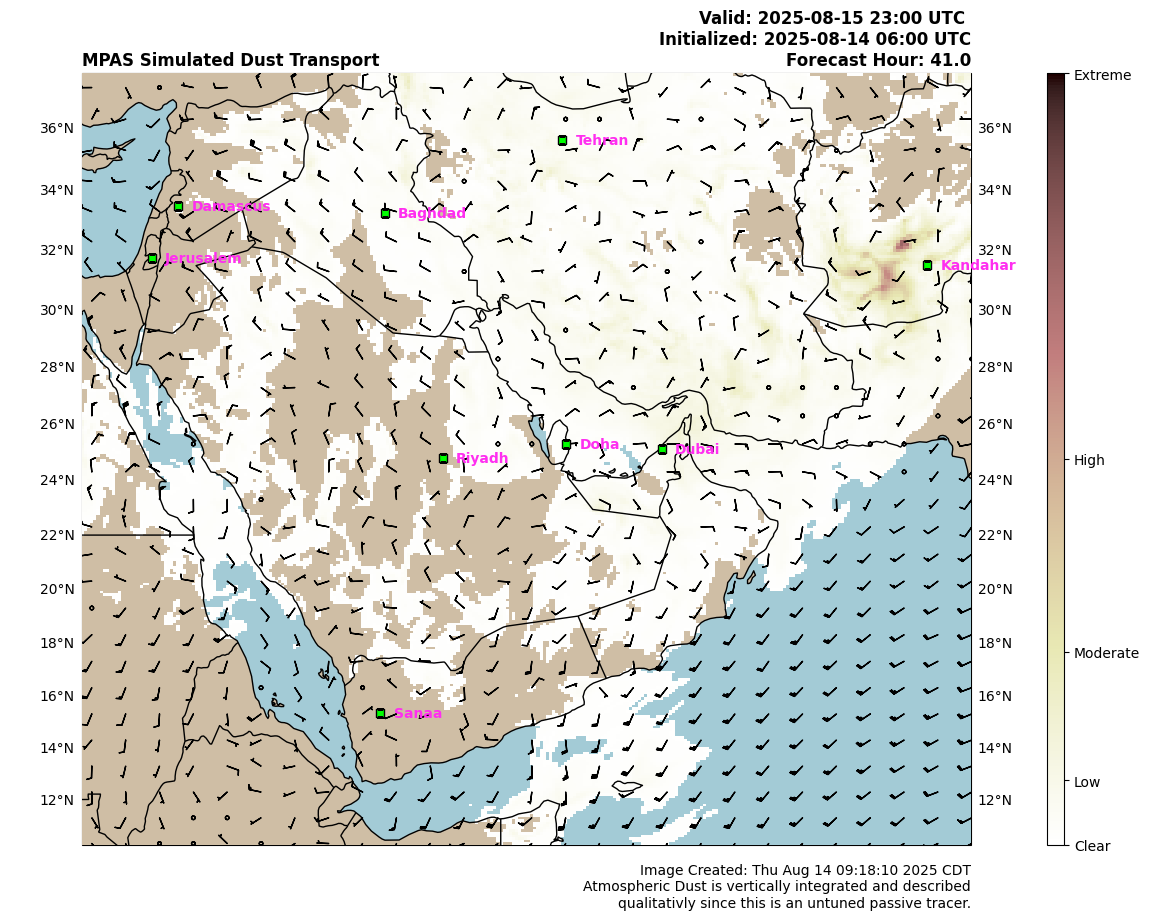 Valid: 2025-08-15 23:00 UTC
Initialized: 2025-08-14 06:00 UTC
MPAS Simulated Dust Transport Forecast Hour: 41.0
Extreme
36°N 36°N
Tehran
34°N 34°N
Damascus
Baghdad
32°N 32°N
Jerusalem
Kandahar
30°N 30°N
28°N 28°N
26°N 26°N
Doha
Dubai
Riyadh
High
24°N 24°N
22°N 22°N
20°N 20°N
18°N 18°N
Moderate
16°N 16°N
Sanaa
14°N 14°N
Low
12°N 12°N
Clear
Image Created: Thu Aug 14 09:18:10 2025 CDT
Atmospheric Dust is vertically integrated and described
qualitativly since this is an untuned passive tracer.